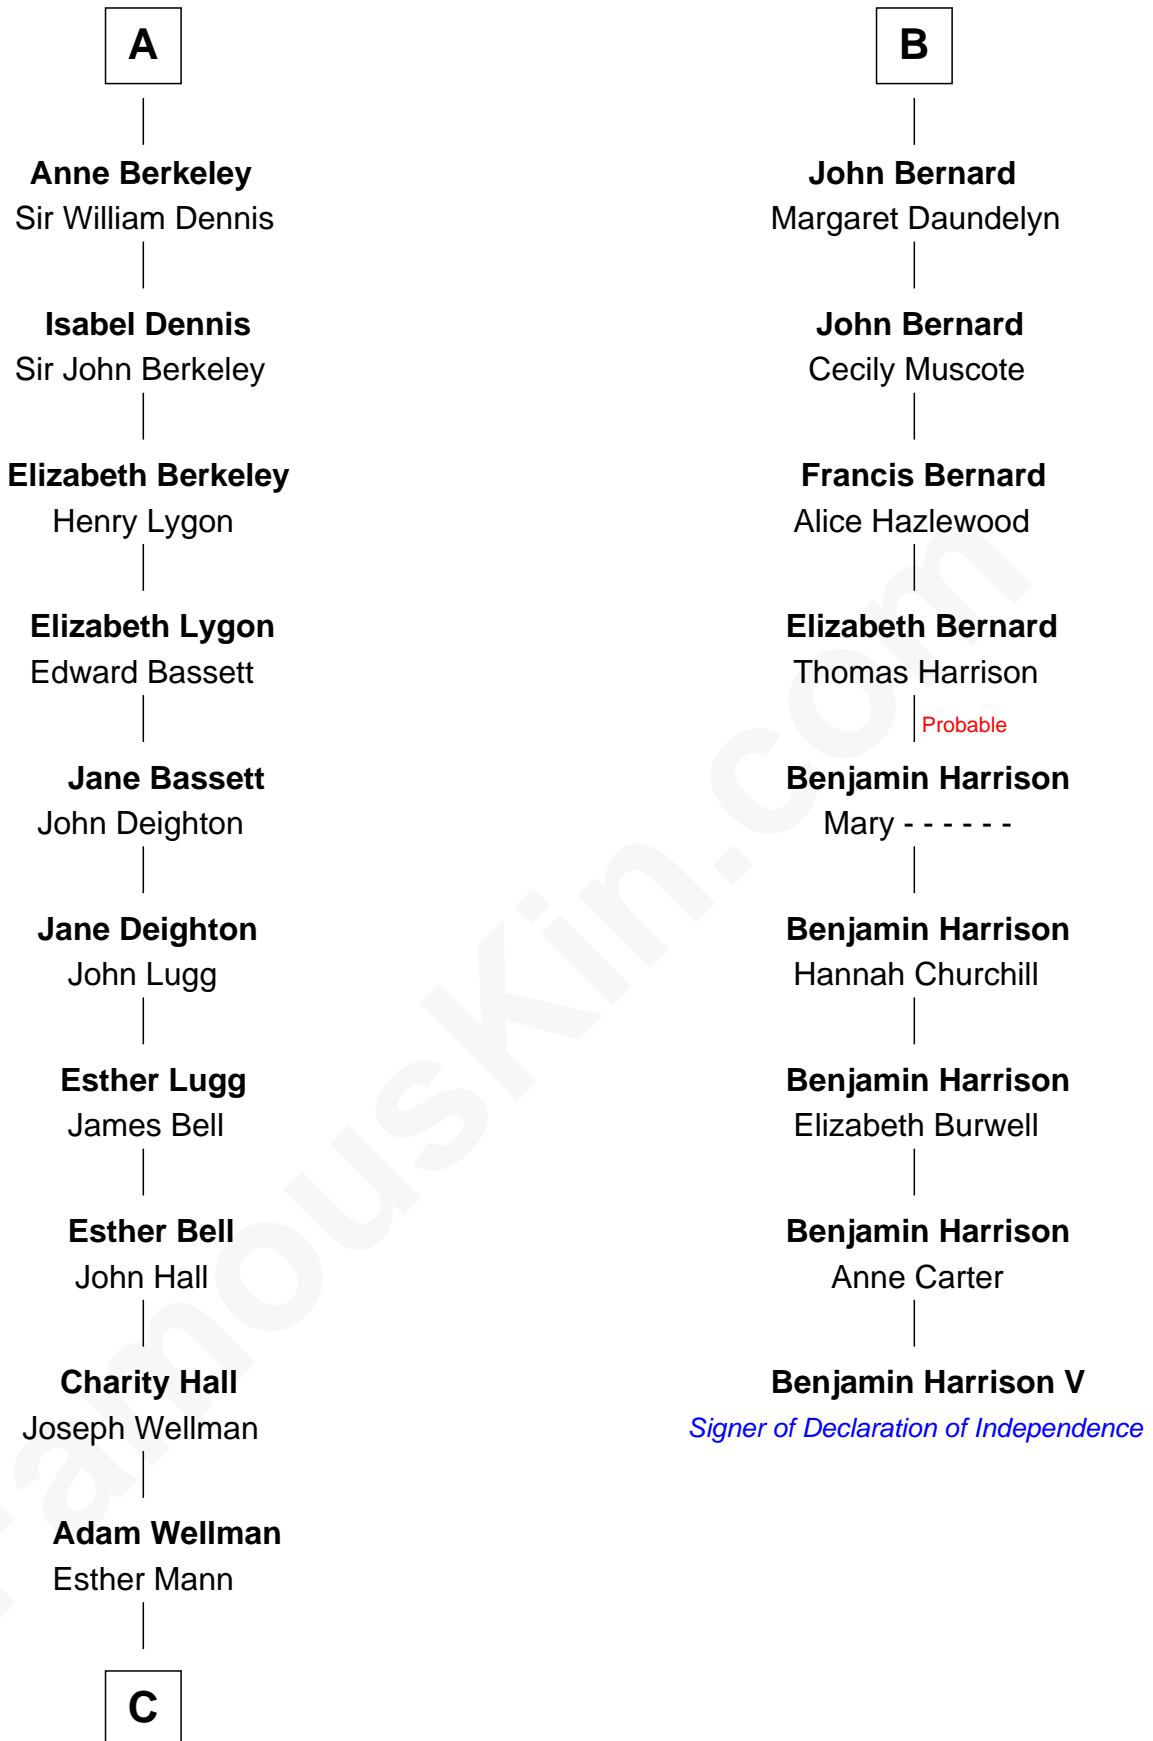 A
Anne Berkeley
Sir William Dennis
Isabel Dennis
Sir John Berkeley
Elizabeth Berkeley
Henry Lygon
Elizabeth Lygon
Edward Bassett
Jane Bassett
John Deighton
Jane Deighton
John Lugg
Esther Lugg
James Bell
Esther Bell
John Hall
Charity Hall
Joseph Wellman
Adam Wellman
Esther Mann
C
B
John Bernard
Margaret Daundelyn
John Bernard
Cecily Muscote
Francis Bernard
Alice Hazlewood
Elizabeth Bernard
Thomas Harrison
Probable
Benjamin Harrison
Mary - - - - - -
Benjamin Harrison
Hannah Churchill
Benjamin Harrison
Elizabeth Burwell
Benjamin Harrison
Anne Carter
Benjamin Harrison V
Signer of Declaration of Independence
FamousKin.com